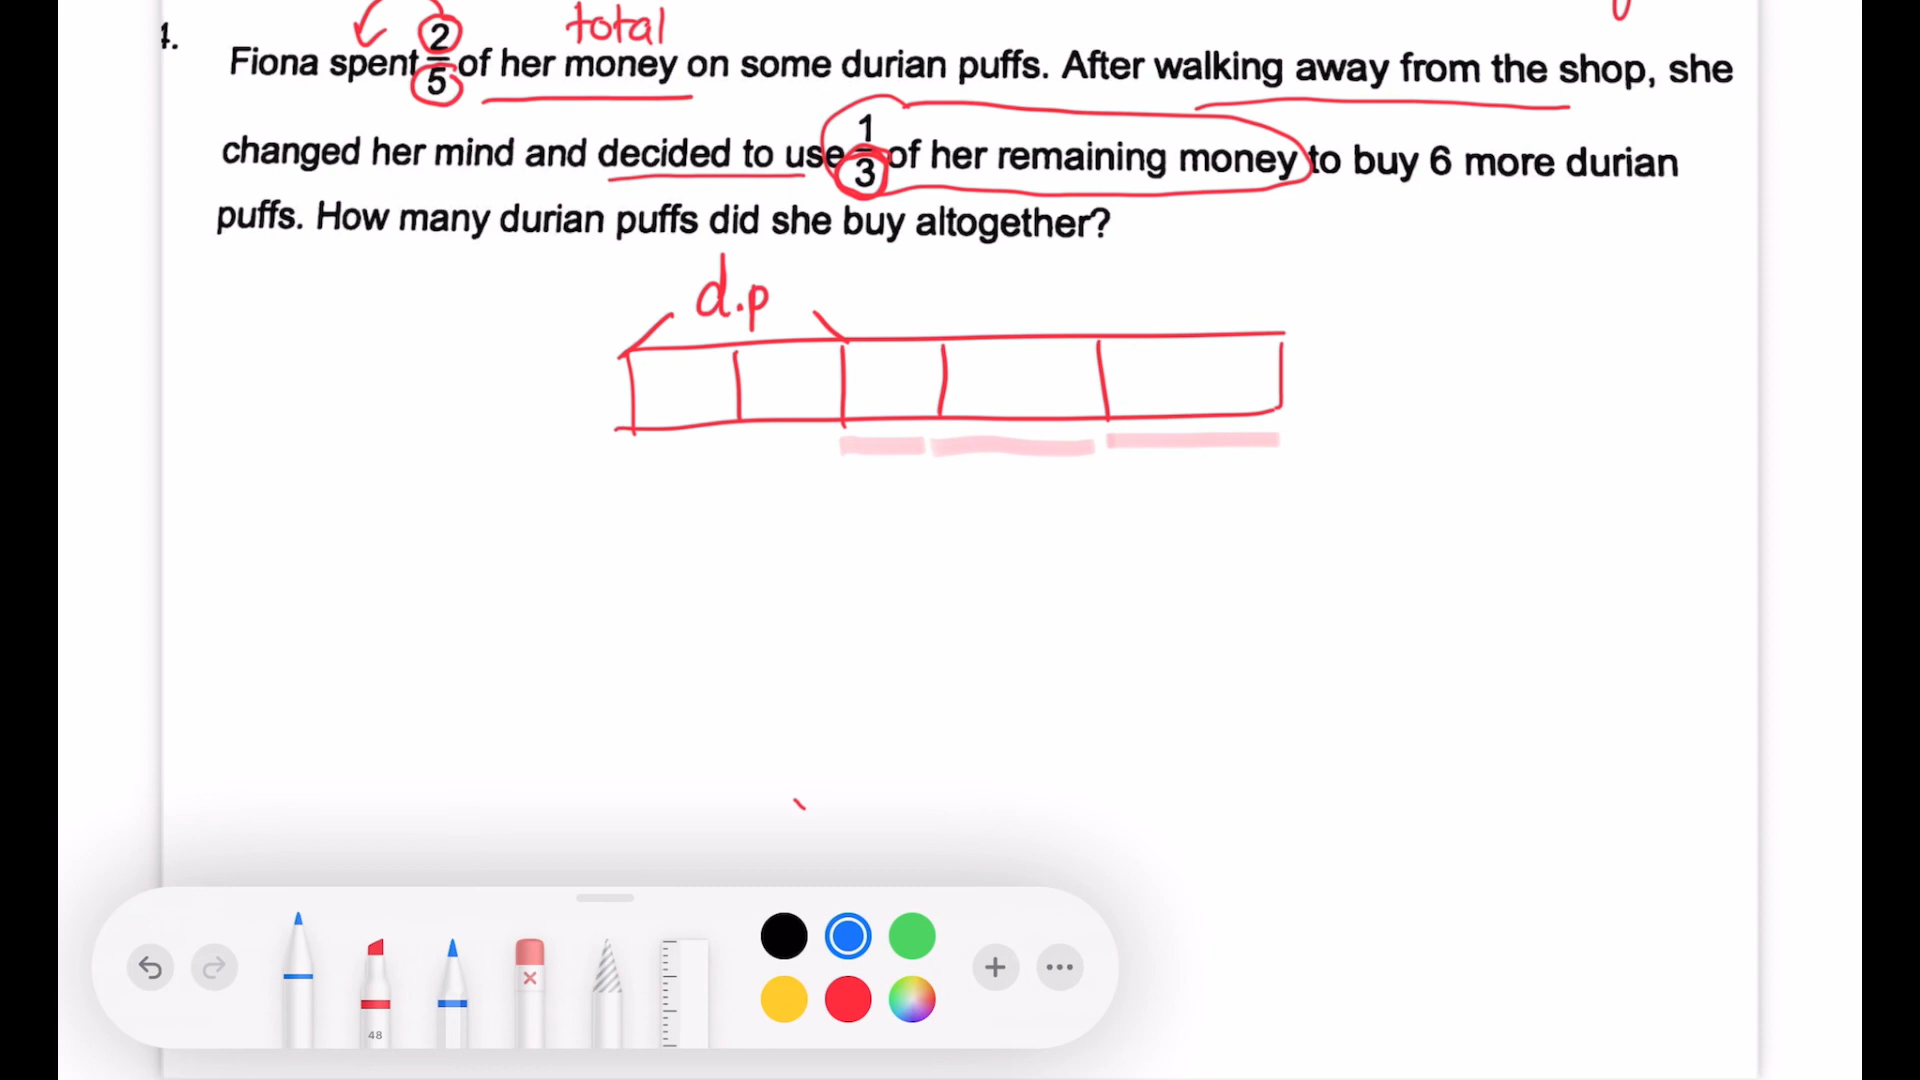 total
4. Fiona spent 2/5 of her money on some durian puffs. After walking away from the shop, she
changed her mind and decided to use 1/3 of her remaining money to buy 6 more durian
puffs. How many durian puffs did she buy altogether?
d.p
48